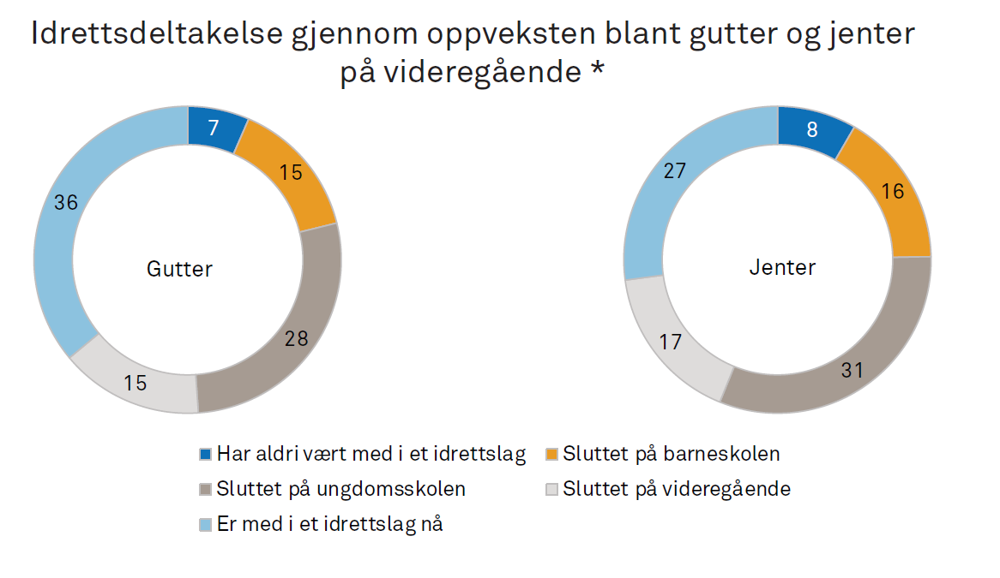 Idrettsdeltakelse gjennom oppveksten blant gutter og jenter
på videregående *
7
15
36
Gutter
28
15
8
27
16
Jenter
17
31
Har aldri vært med i et idrettslag
Sluttet på barneskolen
Sluttet på ungdomsskolen
Sluttet på videregående
Er med i et idrettslag nå